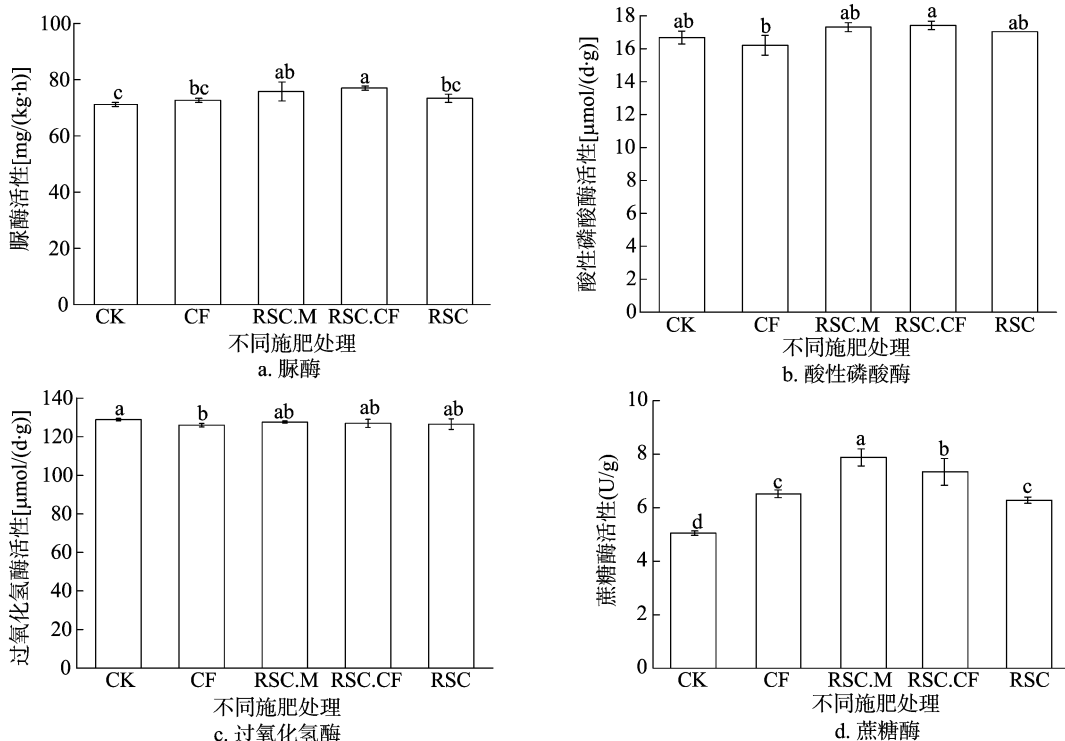 脲酶活性[mg/(kg·h)]
100
80
60
40
20
0
c
bc
ab
a
bc
CK CF RSC.M RSC.CF RSC
不同施肥处理
a. 脲酶
酸性磷酸酶活性[μmol/(d·g)]
18
16
14
12
10
8
6
4
2
0
ab
b
ab
a
ab
CK CF RSC.M RSC.CF RSC
不同施肥处理
b. 酸性磷酸酶
过氧化氢酶活性[μmol/(d·g)]
140
120
100
80
60
40
20
0
a
b
ab
ab
ab
CK CF RSC.M RSC.CF RSC
不同施肥处理
c. 过氧化氢酶
蔗糖酶活性(U/g)
10
8
6
4
2
0
d
c
a
b
c
CK CF RSC.M RSC.CF RSC
不同施肥处理
d. 蔗糖酶